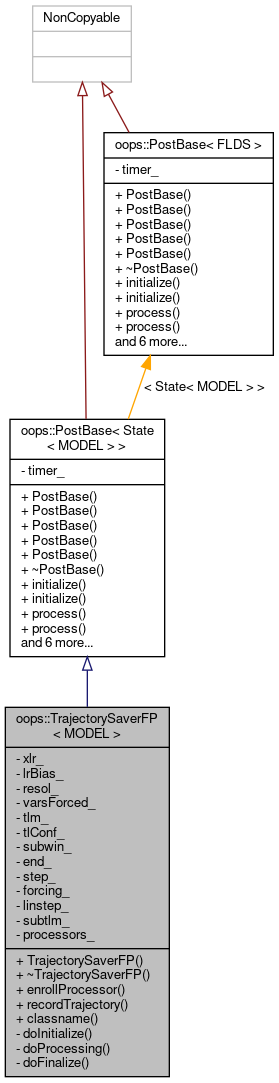 NonCopyable
oops::PostBase< FLDS >
- timer_
+ PostBase()
+ PostBase()
+ PostBase()
+ PostBase()
+ PostBase()
+ ~PostBase()
+ initialize()
+ initialize()
+ process()
+ process()
and 6 more...
< State< MODEL > >
oops::PostBase< State
< MODEL > >
- timer_
+ PostBase()
+ PostBase()
+ PostBase()
+ PostBase()
+ PostBase()
+ ~PostBase()
+ initialize()
+ initialize()
+ process()
+ process()
and 6 more...
oops::TrajectorySaverFP
< MODEL >
- xlr_
- lrBias_
- resol_
- varsForced_
- tlm_
- tlConf_
- subwin_
- end_
- step_
- forcing_
- linstep_
- subtlm_
- processors_
+ TrajectorySaverFP()
+ ~TrajectorySaverFP()
+ enrollProcessor()
+ recordTrajectory()
+ classname()
- doInitialize()
- doProcessing()
- doFinalize()